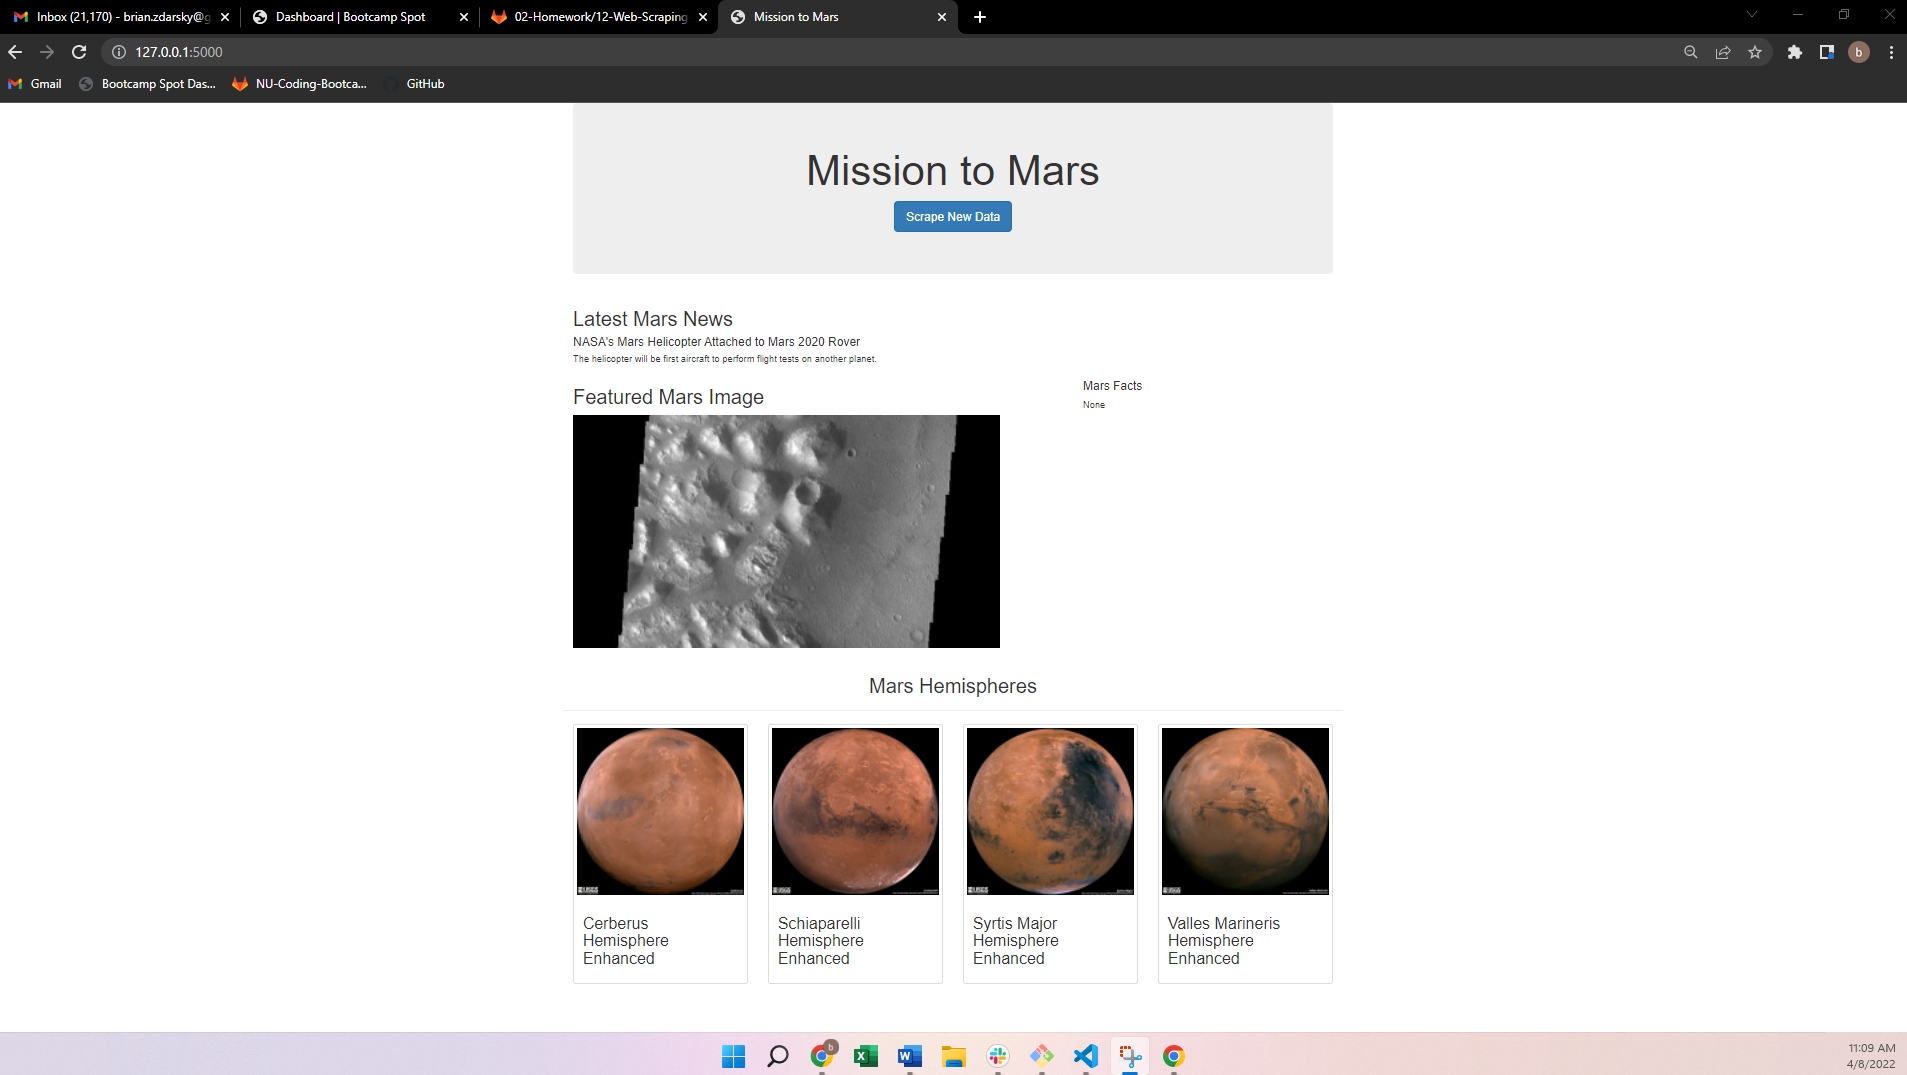 Inbox (21,170) - brian.zdarsky@g
Dashboard | Bootcamp Spot
02-Homework/12-Web-Scraping
Mission to Mars
127.0.0.1:5000
b
Gmail
Bootcamp Spot Das...
NU-Coding-Bootca...
GitHub
Mission to Mars
Scrape New Data
Latest Mars News
NASA's Mars Helicopter Attached to Mars 2020 Rover
The helicopter will be first aircraft to perform flight tests on another planet.
Featured Mars Image
Mars Facts
None
Mars Hemispheres
USGS
USGS
USGS
USGS
Cerberus
Hemisphere
Enhanced
Schiaparelli
Hemisphere
Enhanced
Syrtis Major
Hemisphere
Enhanced
Valles Marineris
Hemisphere
Enhanced
b
X
W
11:09 AM
4/8/2022